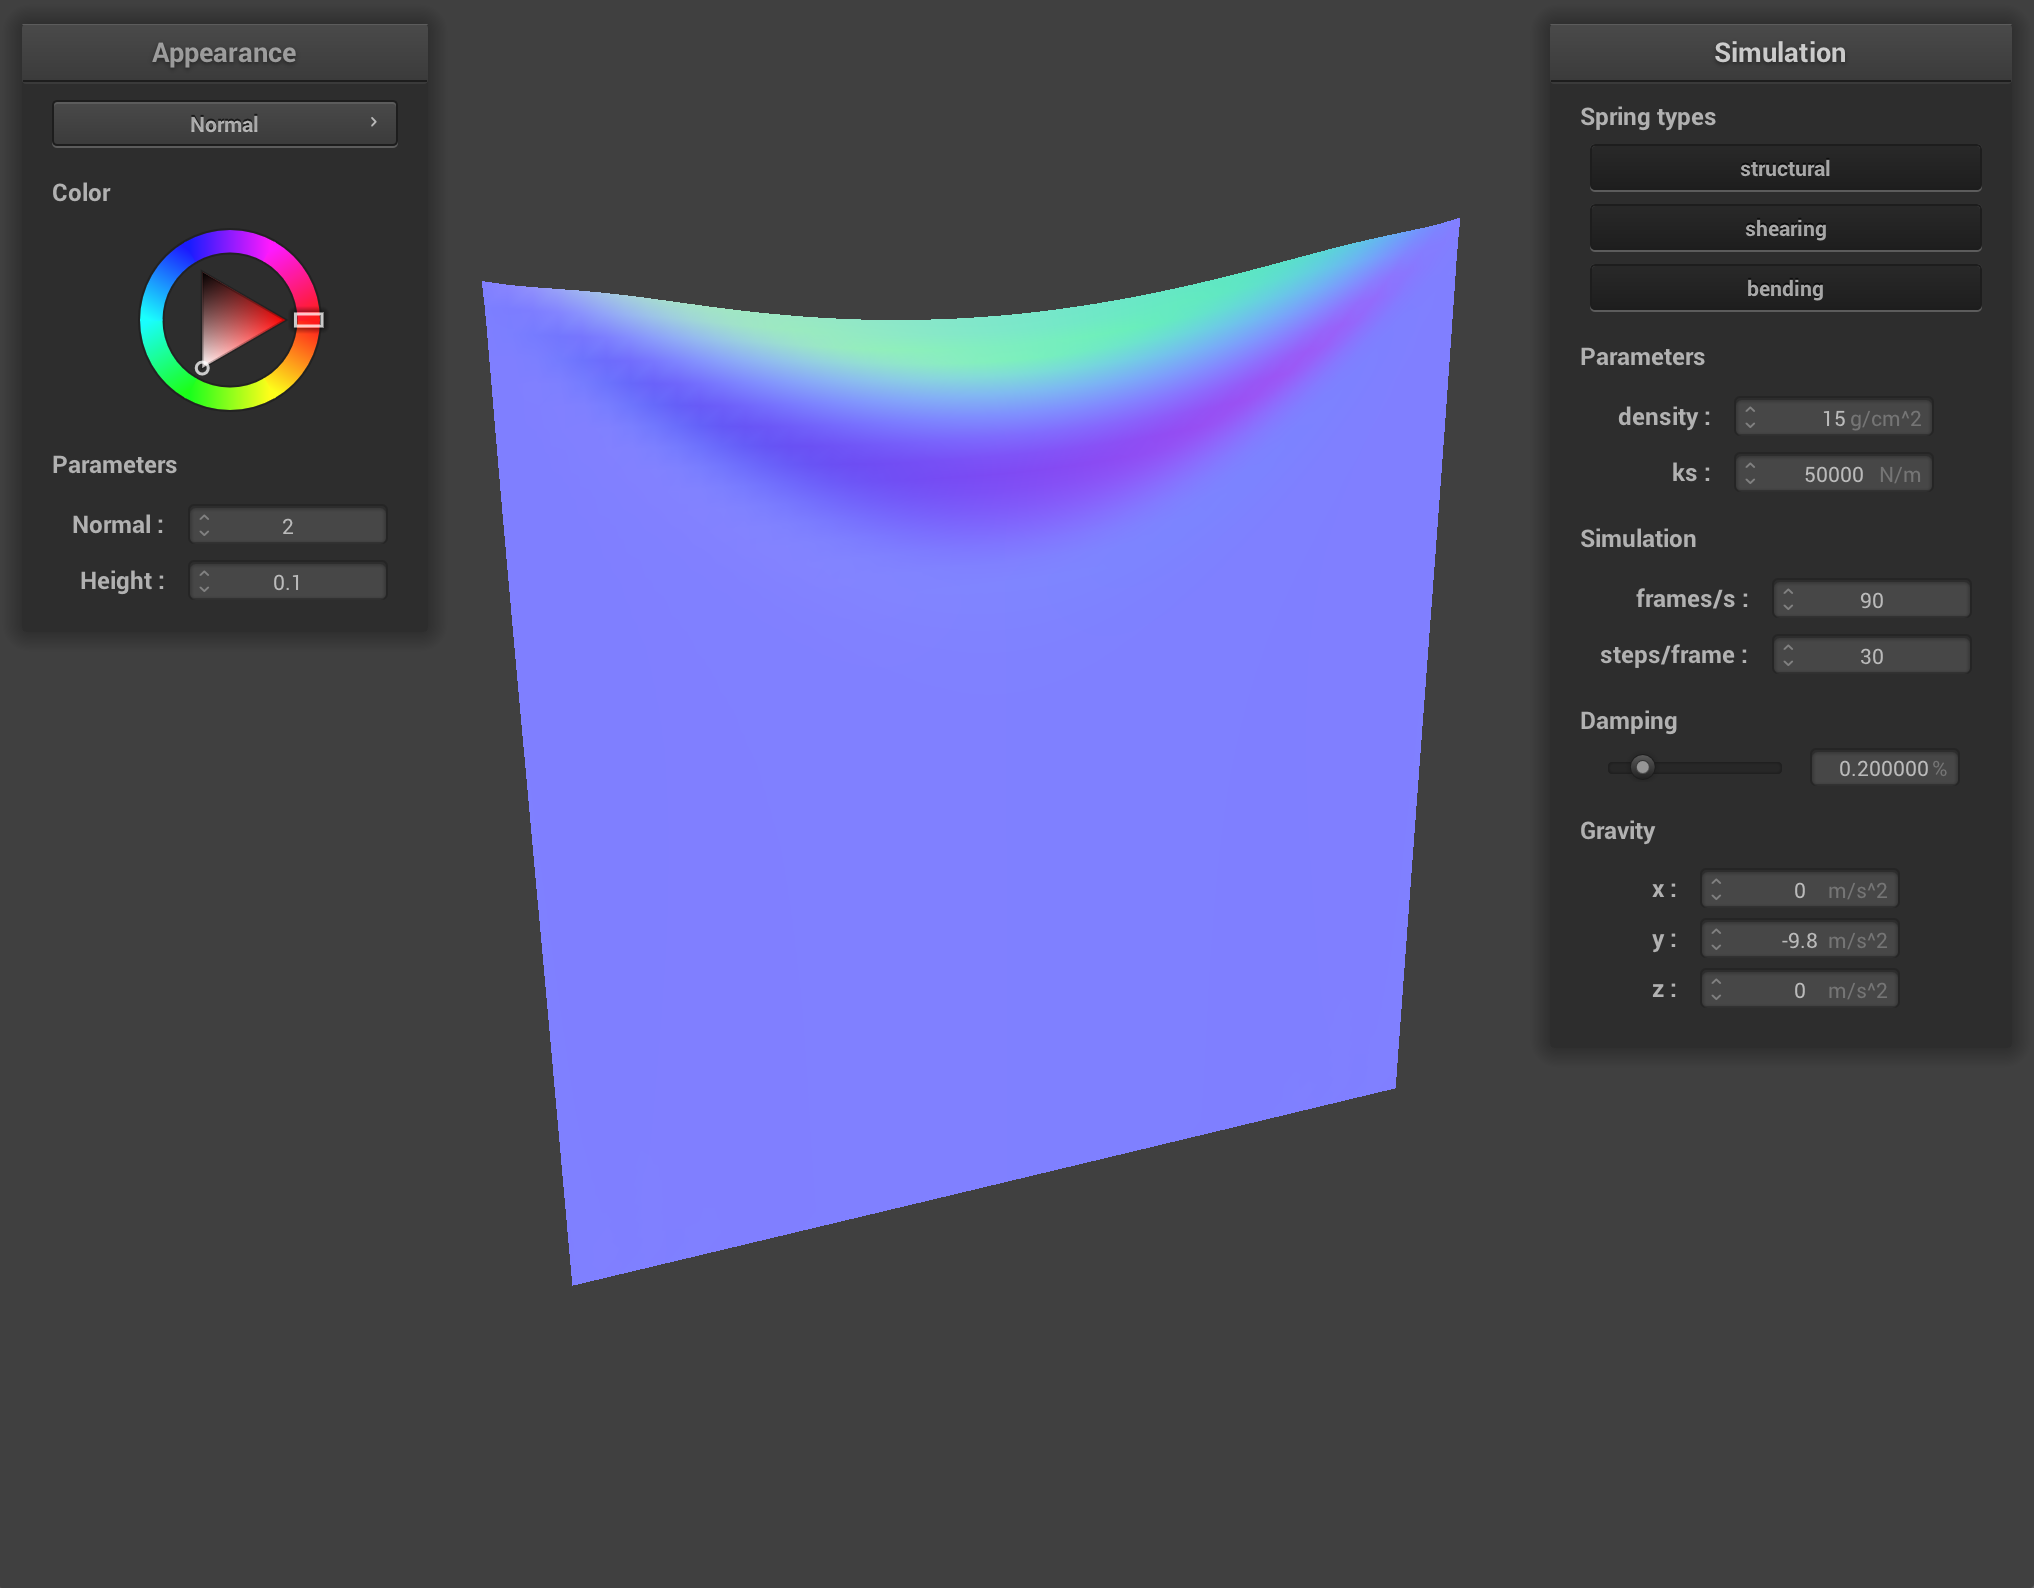 Appearance
Normal
Color
Parameters
Normal : 2
Height : 0.1
Simulation
Spring types
structural
shearing
bending
Parameters
density : 15 g/cm^2
ks : 50000 N/m
Simulation
frames/s : 90
steps/frame : 30
Damping
0.200000 %
Gravity
x : 0 m/s^2
y : -9.8 m/s^2
z : 0 m/s^2